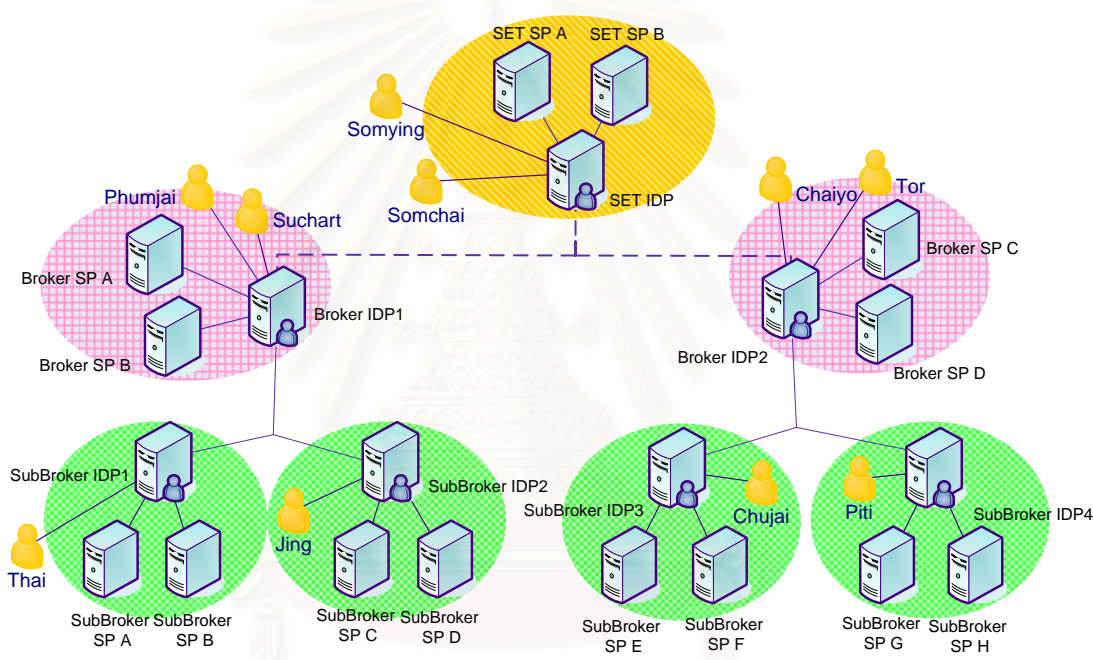 SET SP A
SET SP B
Somying
Somchai
SET IDP
Phumjai
Suchart
Chaiyo
Tor
Broker SP A
Broker IDP1
Broker SP B
Broker SP C
Broker IDP2
Broker SP D
SubBroker IDP1
SubBroker IDP2
Thai
Jing
SubBroker
SP A
SubBroker
SP B
SubBroker
SP C
SubBroker
SP D
SubBroker IDP3
Chujai
Piti
SubBroker IDP4
SubBroker
SP E
SubBroker
SP F
SubBroker
SP G
SubBroker
SP H